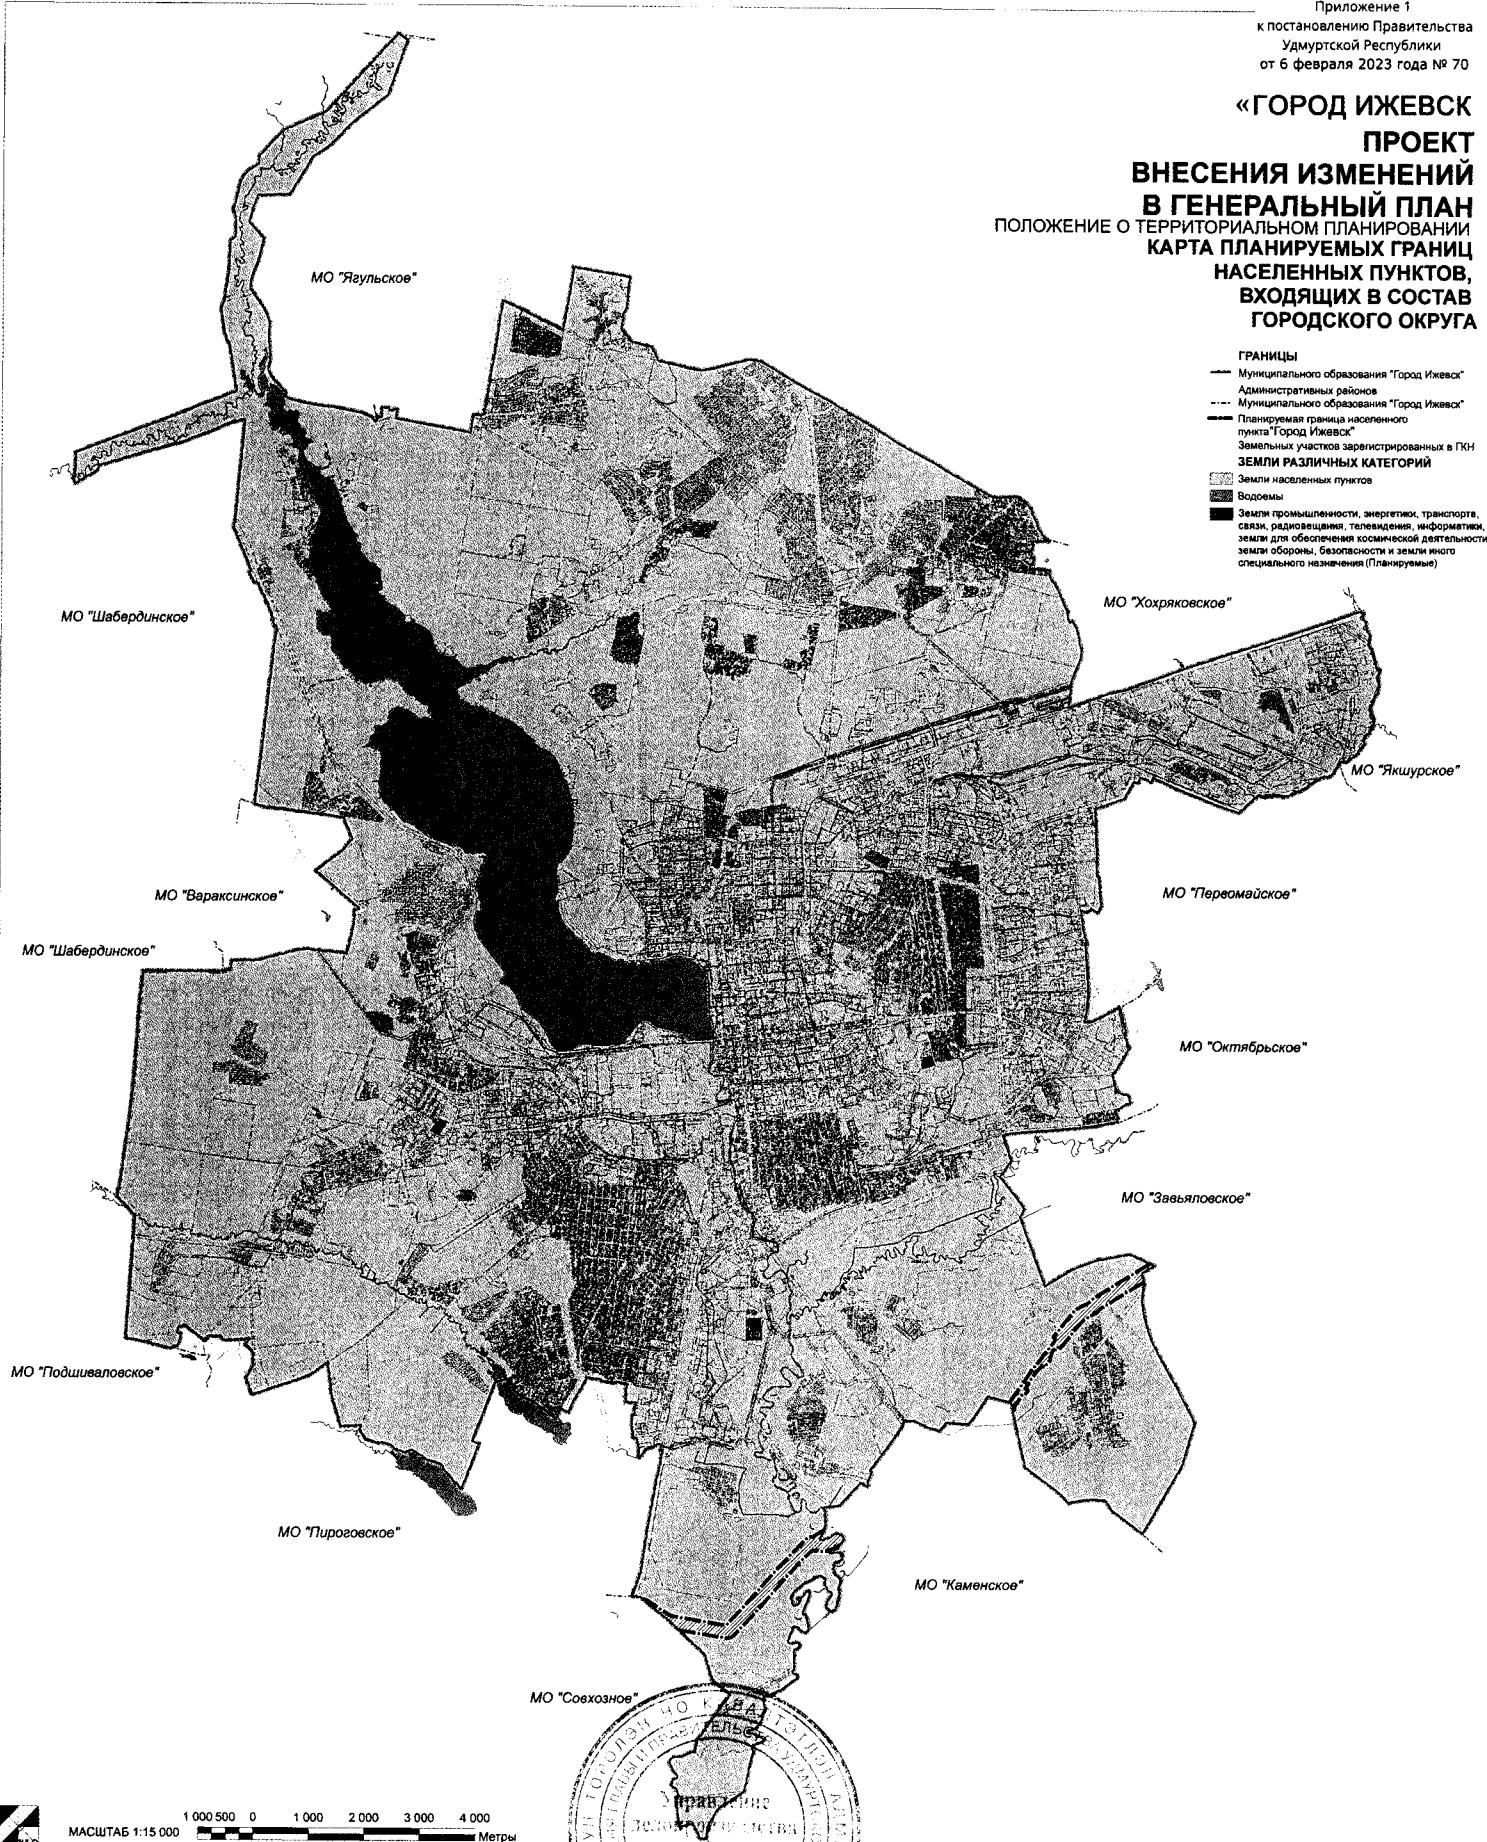 Приложение 1
к постановлению Правительства
Удмуртской Республики
от 6 февраля 2023 года № 70
«ГОРОД ИЖЕВСК
ПРОЕКТ
ВНЕСЕНИЯ ИЗМЕНЕНИЙ
В ГЕНЕРАЛЬНЫЙ ПЛАН
ПОЛОЖЕНИЕ О ТЕРРИТОРИАЛЬНОМ ПЛАНИРОВАНИИ
КАРТА ПЛАНИРУЕМЫХ ГРАНИЦ
НАСЕЛЕННЫХ ПУНКТОВ,
ВХОДЯЩИХ В СОСТАВ
ГОРОДСКОГО ОКРУГА
ГРАНИЦЫ
Муниципального образования "Город Ижевск"
Административных районов
Муниципального образования "Город Ижевск"
Планируемая граница населенного
пункта "Город Ижевск"
Земельных участков зарегистрированных в ГКН
ЗЕМЛИ РАЗЛИЧНЫХ КАТЕГОРИЙ
Земли населенных пунктов
Водоемы
Земли промышленности, энергетики, транспорта,
связи, радиовещания, телевидения, информатики,
земли для обеспечения космической деятельности
земли обороны, безопасности и земли иного
специального назначения (Планируемые)
МО "Ягульское"
МО "Шабердинское"
МО "Хохряковское"
МО "Якшурское"
МО "Вараксинское"
МО "Первомайское"
МО "Шабердинское"
МО "Октябрьское"
МО "Завьяловское"
МО "Подшиваловское"
МО "Пироговское"
МО "Каменское"
МО "Совхозное"
Управление
делопроизводства
МАСШТАБ 1:15 000
1 000 500 0 1 000 2 000 3 000 4 000
Метры